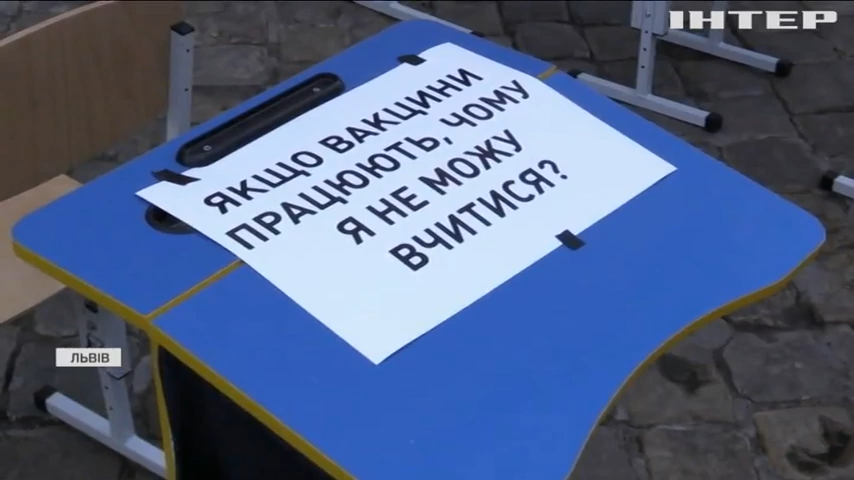 ІНТЕР
ЯКЩО ВАКЦИНИ
ПРАЦЮЮТЬ, ЧОМУ
Я НЕ МОЖУ
ВЧИТИСЯ?
ЛЬВІВ